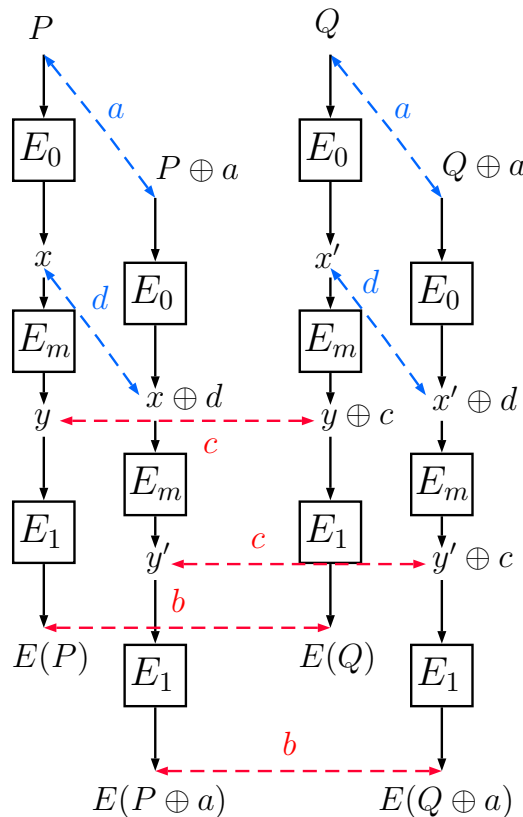 P Q
a a
E₀ E₀
P ⊕ a Q ⊕ a
x x′
d E₀ d E₀
Eₘ Eₘ
x ⊕ d x′ ⊕ d
y y ⊕ c
c
Eₘ Eₘ
E₁ E₁
c
y′ y′ ⊕ c
b
E(P) E(Q)
E₁ E₁
b
E(P ⊕ a) E(Q ⊕ a)